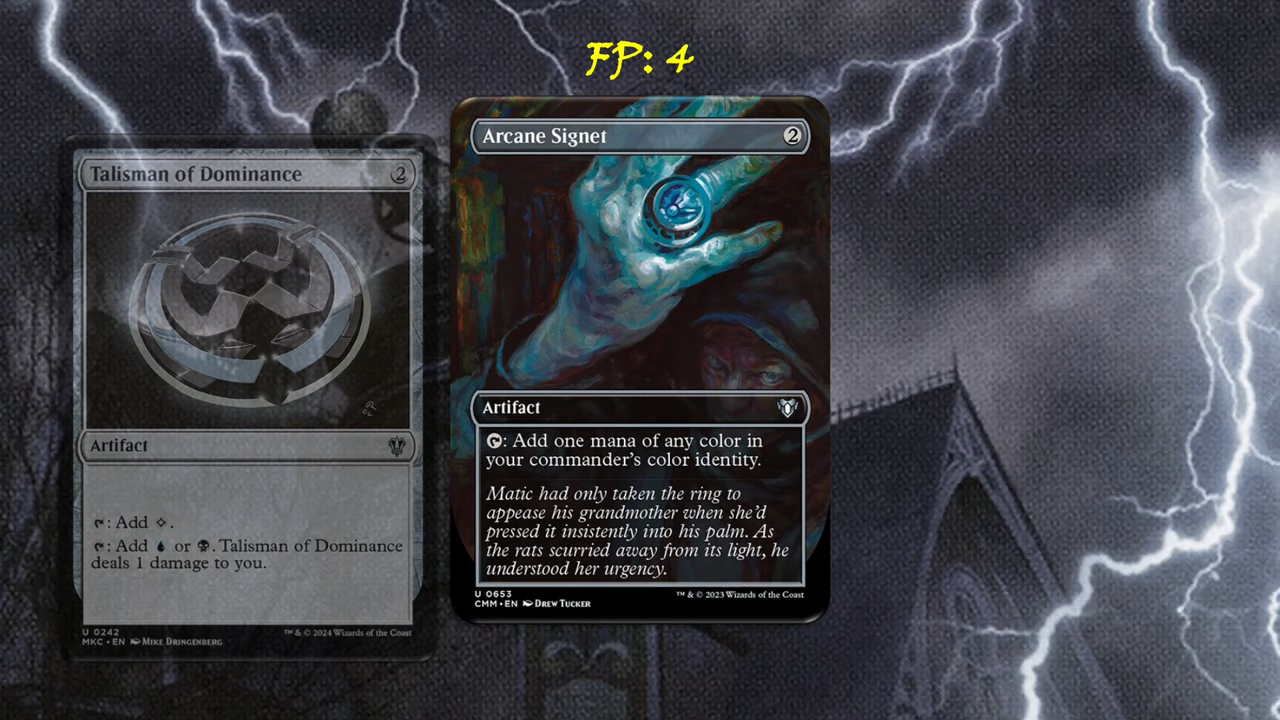 FP: 4
Talisman of Dominance 2
Artifact
: Add .
: Add or . Talisman of Dominance
deals 1 damage to you.
U 0242
MKC • EN Mike Dringenberg
™ & © 2024 Wizards of the Coast
Arcane Signet 2
Artifact
: Add one mana of any color in
your commander's color identity.
Matic had only taken the ring to
appease his grandmother when she'd
pressed it insistently into his palm. As
the rats scurried away from its light, he
understood her urgency.
U 0653
CMM • EN Drew Tucker
™ & © 2023 Wizards of the Coast